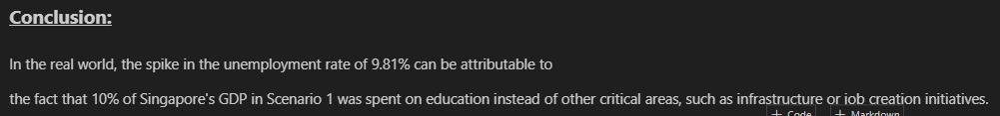 Conclusion:
In the real world, the spike in the unemployment rate of 9.81% can be attributable to
the fact that 10% of Singapore's GDP in Scenario 1 was spent on education instead of other critical areas, such as infrastructure or job creation initiatives.
+ Code + Markdown